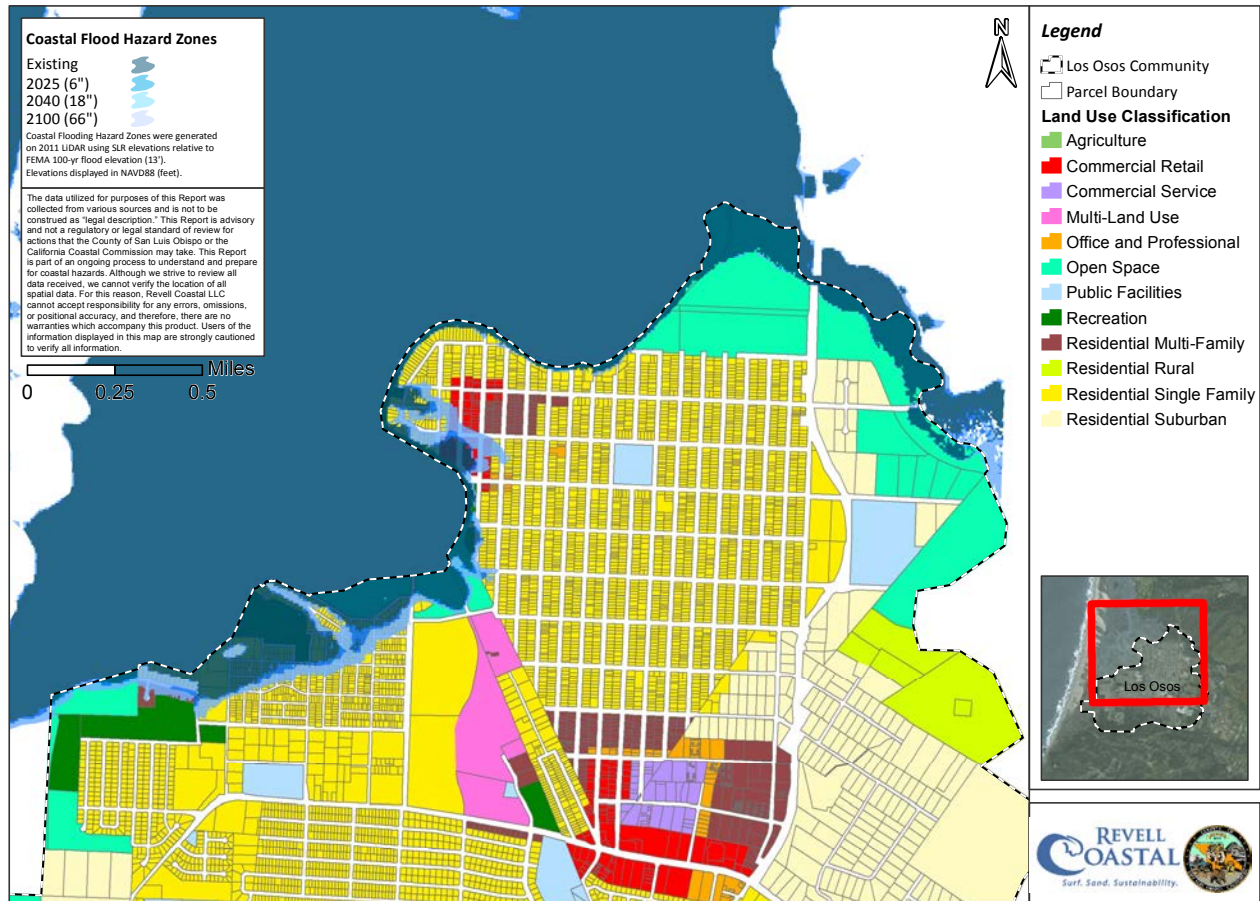 Coastal Flood Hazard Zones
Existing
2025 (6")
2040 (18")
2100 (66")
Coastal Flooding Hazard Zones were generated
on 2011 LiDAR using SLR elevations relative to
FEMA 100-yr flood elevation (13').
Elevations displayed in NAVD88 (feet).
The data utilized for purposes of this Report was
collected from various sources and is not to be
construed as "legal description." This Report is advisory
and not a regulatory or legal standard of review for
actions that the County of San Luis Obispo or the
California Coastal Commission may take. This Report
is part of an ongoing process to understand and prepare
for coastal hazards. Although we strive to review all
data received, we cannot verify the location of all
spatial data. For this reason, Revell Coastal LLC
cannot accept responsibility for any errors, omissions,
or positional accuracy, and therefore, there are no
warranties which accompany this product. Users of the
information displayed in this map are strongly cautioned
to verify all information.
Miles
0 0.25 0.5
N
Legend
Los Osos Community
Parcel Boundary
Land Use Classification
Agriculture
Commercial Retail
Commercial Service
Multi-Land Use
Office and Professional
Open Space
Public Facilities
Recreation
Residential Multi-Family
Residential Rural
Residential Single Family
Residential Suburban
Los Osos
REVELL
COASTAL
Surf. Sand. Sustainability.